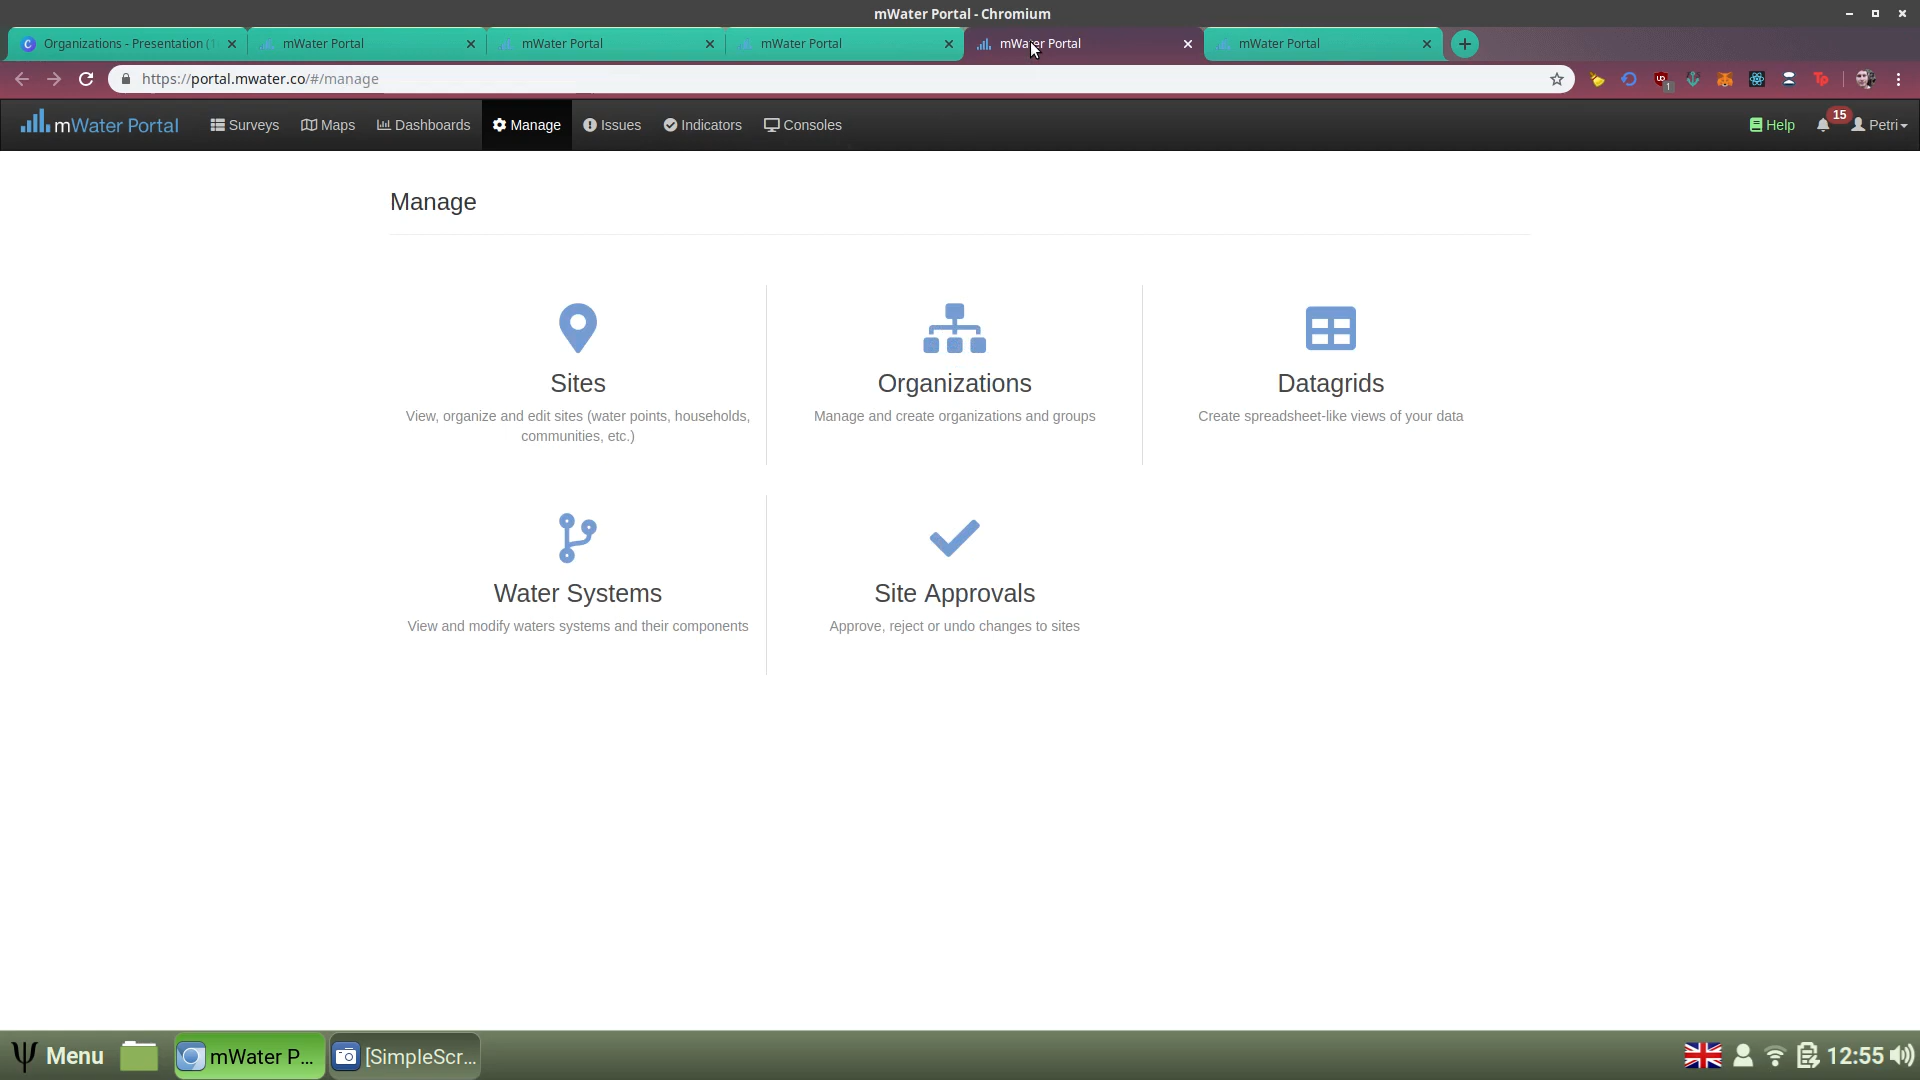 mWater Portal - Chromium
Organizations - Presentation (1
mWater Portal
mWater Portal
mWater Portal
mWater Portal
mWater Portal
https://portal.mwater.co/#/manage
1
mWater Portal
Surveys
Maps
Dashboards
Manage
Issues
Indicators
Consoles
Help
15
Petri
Manage
Sites
View, organize and edit sites (water points, households,
communities, etc.)
Organizations
Manage and create organizations and groups
Datagrids
Create spreadsheet-like views of your data
Water Systems
View and modify waters systems and their components
Site Approvals
Approve, reject or undo changes to sites
Menu
mWater P...
[SimpleScr...
12:55